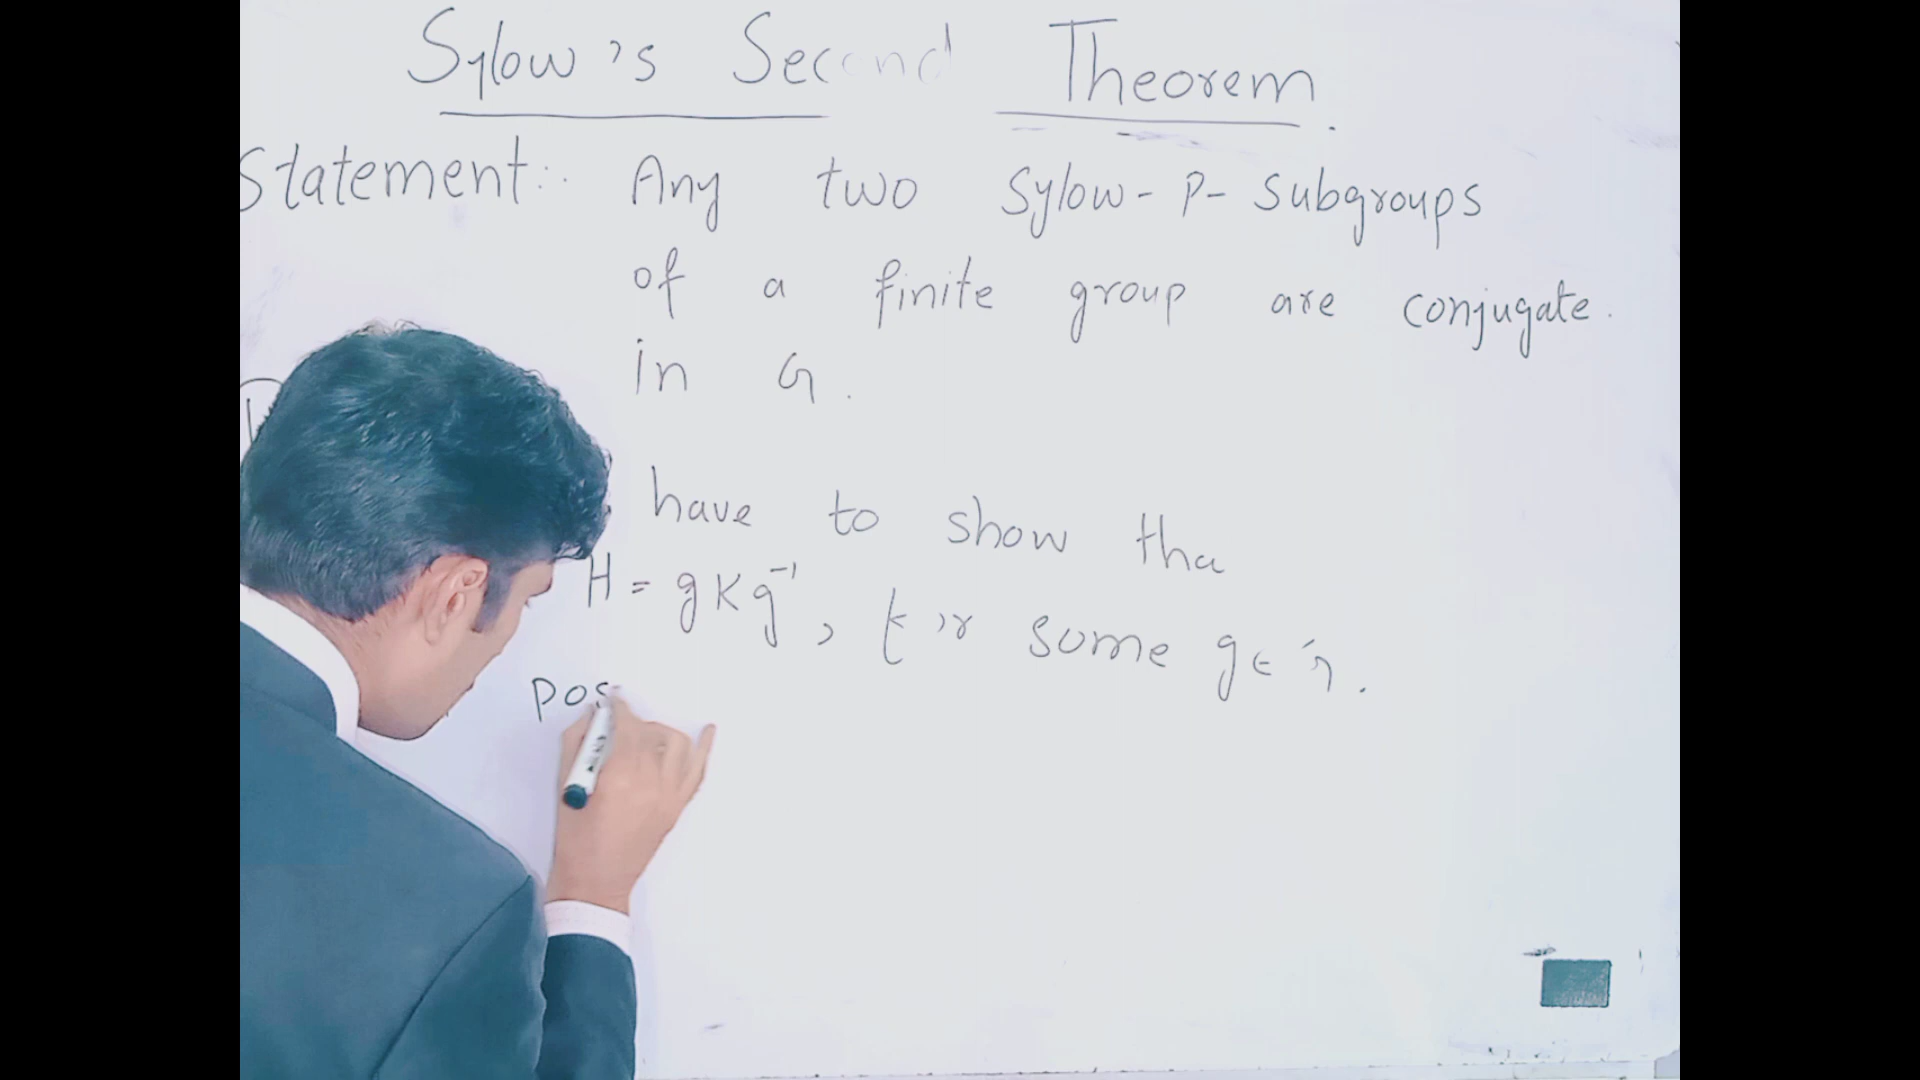 Sylow's Second Theorem.
Statement:. Any two Sylow-P-Subgroups
of a finite group are conjugate.
in G.
have to show tha
H = gKg⁻¹, for some g ∈ G.
pos